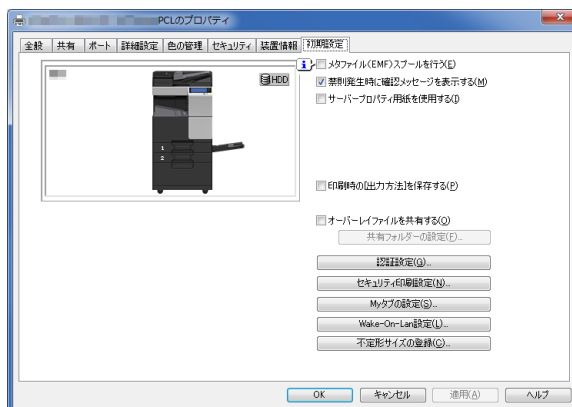 PCLのプロパティ
全般 共有 ポート 詳細設定 色の管理 セキュリティ 装置情報 初期設定
メタファイル(EMF)スプールを行う(E)
禁則発生時に確認メッセージを表示する(M)
サーバープロパティ用紙を使用する(I)
HDD
1
2
印刷時の[出力方法]を保存する(P)
オーバーレイファイルを共有する(O)
共有フォルダーの設定(F)...
認証設定(G)...
セキュリティ印刷設定(N)...
Myタブの設定(S)...
Wake-On-Lan設定(L)...
不定形サイズの登録(C)...
OK キャンセル 適用(A) ヘルプ